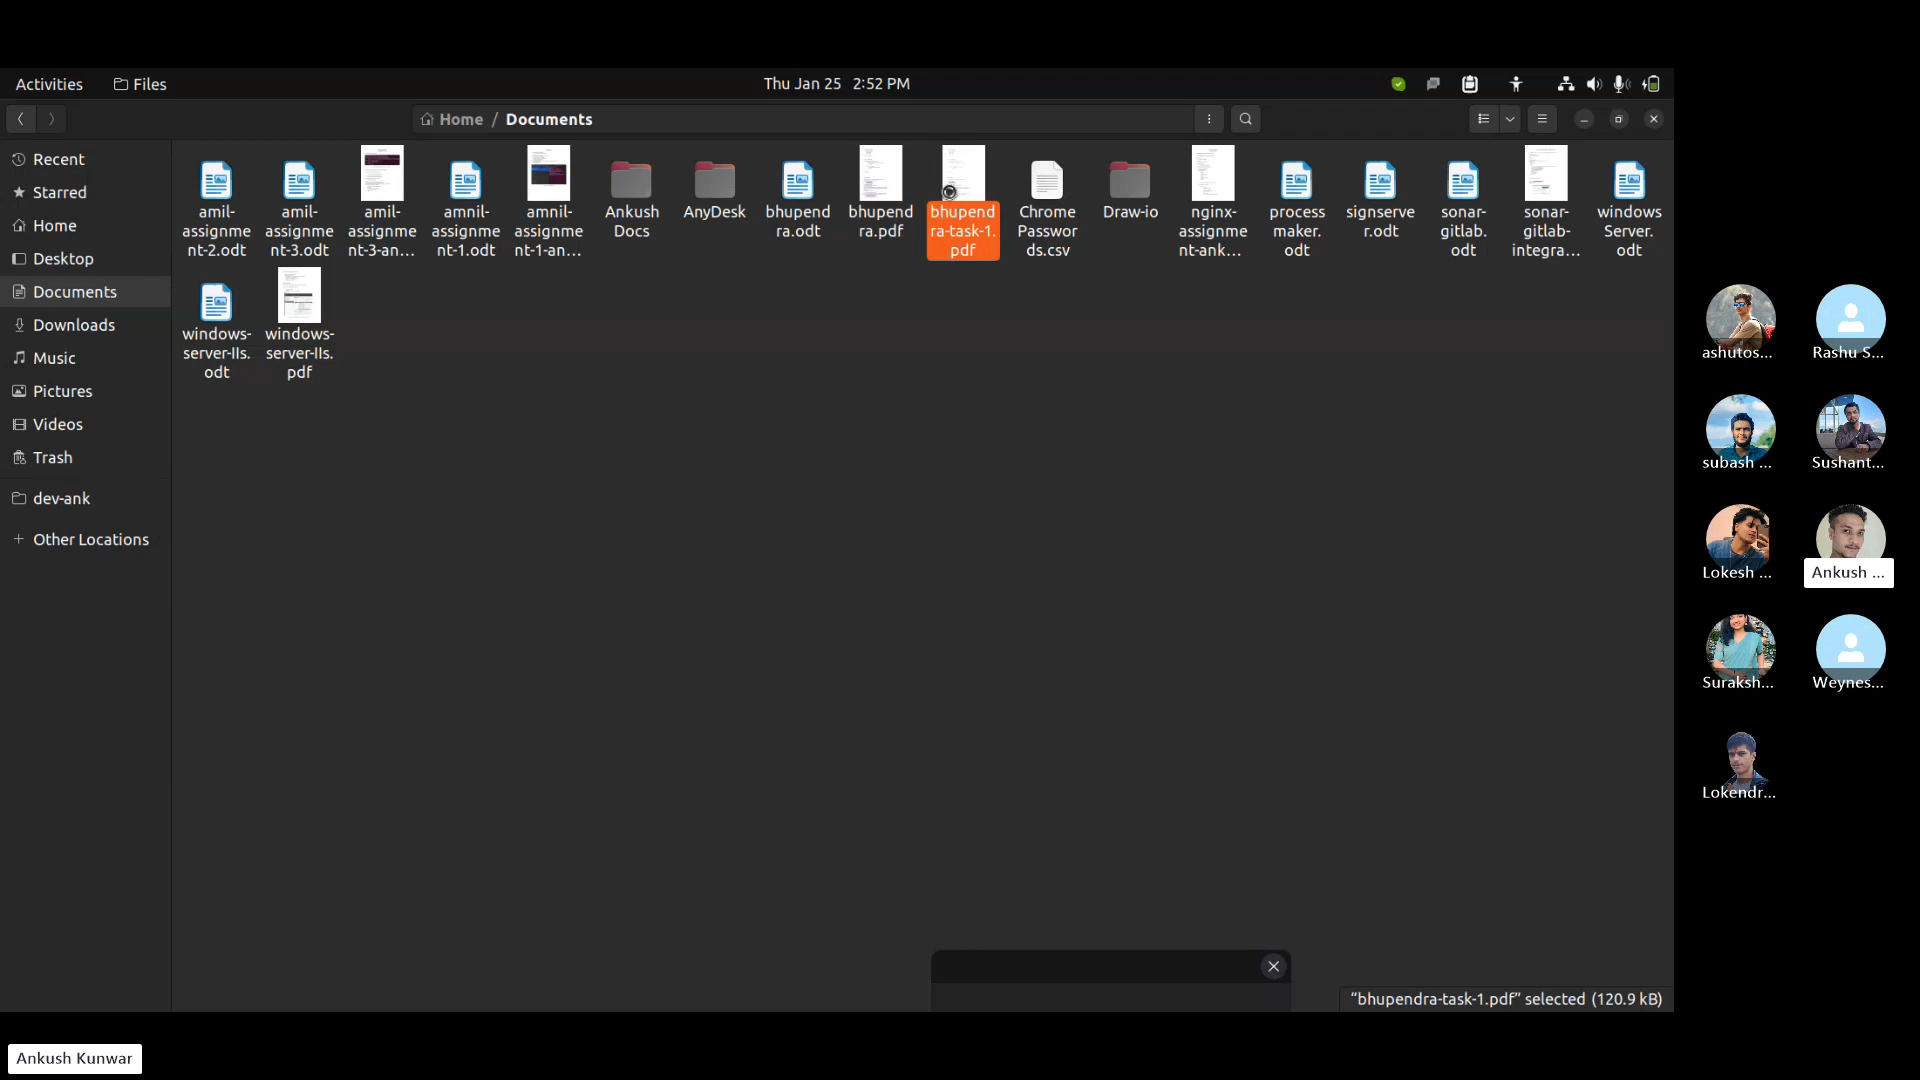 Activities
Files
Thu Jan 25 2:52 PM
Home / Documents
Recent
Starred
Home
Desktop
Documents
Downloads
Music
Pictures
Videos
Trash
dev-ank
Other Locations
amil-
assignme
nt-2.odt
amil-
assignme
nt-3.odt
amil-
assignme
nt-3-an...
amnil-
assignme
nt-1.odt
amnil-
assignme
nt-1-an...
Ankush
Docs
AnyDesk
bhupend
ra.odt
bhupend
ra.pdf
bhupend
ra-task-1.
pdf
Chrome
Passwor
ds.csv
Draw-io
nginx-
assignme
nt-ank...
process
maker.
odt
signserve
r.odt
sonar-
gitlab.
odt
sonar-
gitlab-
integra...
windows
Server.
odt
windows-
server-lls.
odt
windows-
server-lls.
pdf
"bhupendra-task-1.pdf" selected (120.9 kB)
ashutos...
Rashu S...
subash ...
Sushant...
Lokesh ...
Ankush ...
Suraksh...
Weynes...
Lokendr...
Ankush Kunwar